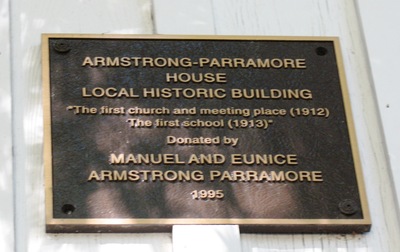 ARMSTRONG-PARRAMORE
HOUSE
LOCAL HISTORIC BUILDING
"The first church and meeting place (1912)
The first school (1913)"
Donated by
MANUEL AND EUNICE
ARMSTRONG PARRAMORE
1995